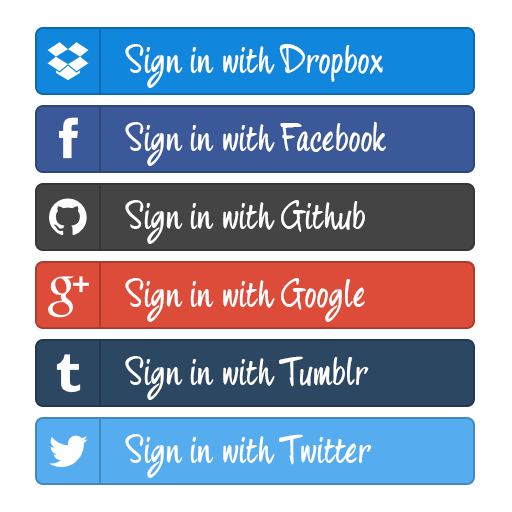 Sign in with Dropbox
f Sign in with Facebook
Sign in with Github
g+ Sign in with Google
t Sign in with Tumblr
Sign in with Twitter